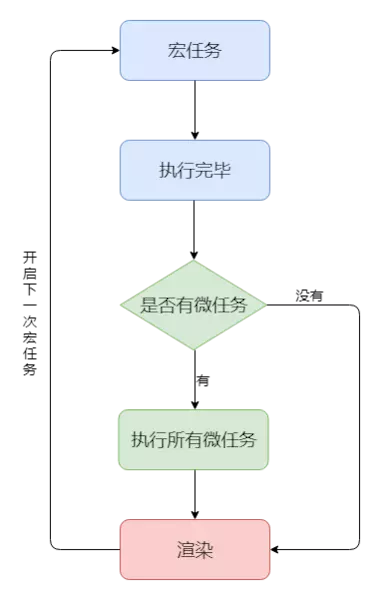 宏任务
执行完毕
是否有微任务
没有
有
执行所有微任务
渲染
开启下一次宏任务